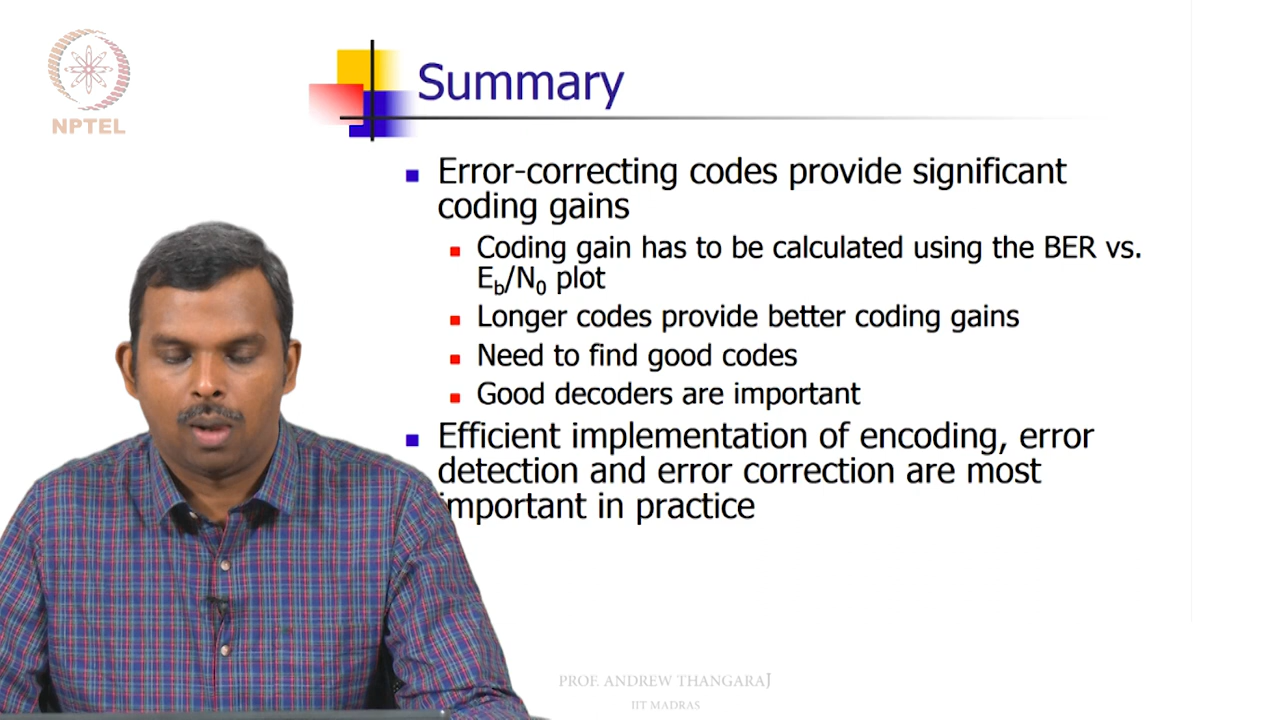 NPTEL
Summary
Error-correcting codes provide significant
coding gains
Coding gain has to be calculated using the BER vs.
Eb/N0 plot
Longer codes provide better coding gains
Need to find good codes
Good decoders are important
Efficient implementation of encoding, error
detection and error correction are most
important in practice
PROF. ANDREW THANGARAJ
IIT MADRAS